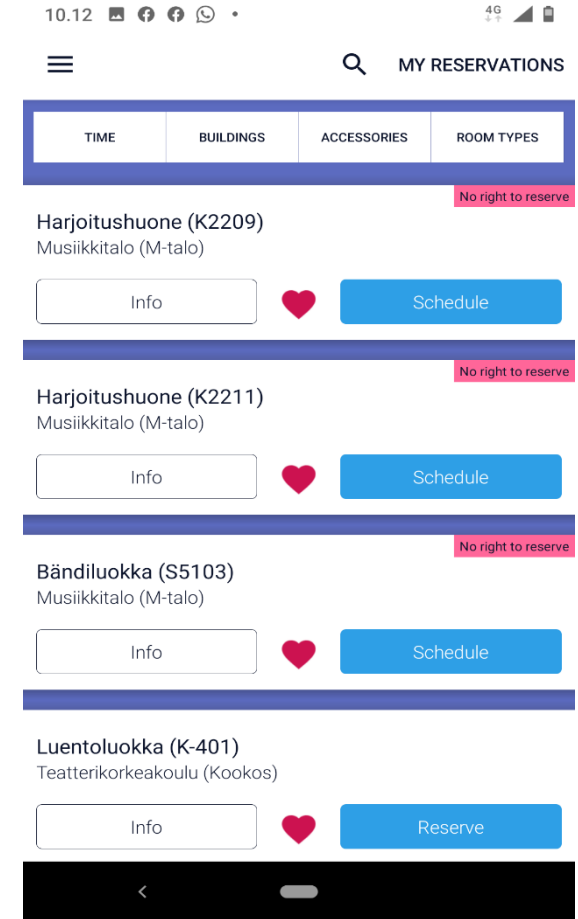 10.12
4G
MY RESERVATIONS
TIME
BUILDINGS
ACCESSORIES
ROOM TYPES
No right to reserve
Harjoitushuone (K2209)
Musiikkitalo (M-talo)
Info
Schedule
No right to reserve
Harjoitushuone (K2211)
Musiikkitalo (M-talo)
Info
Schedule
No right to reserve
Bändiluokka (S5103)
Musiikkitalo (M-talo)
Info
Schedule
Luentoluokka (K-401)
Teatterikorkeakoulu (Kookos)
Info
Reserve